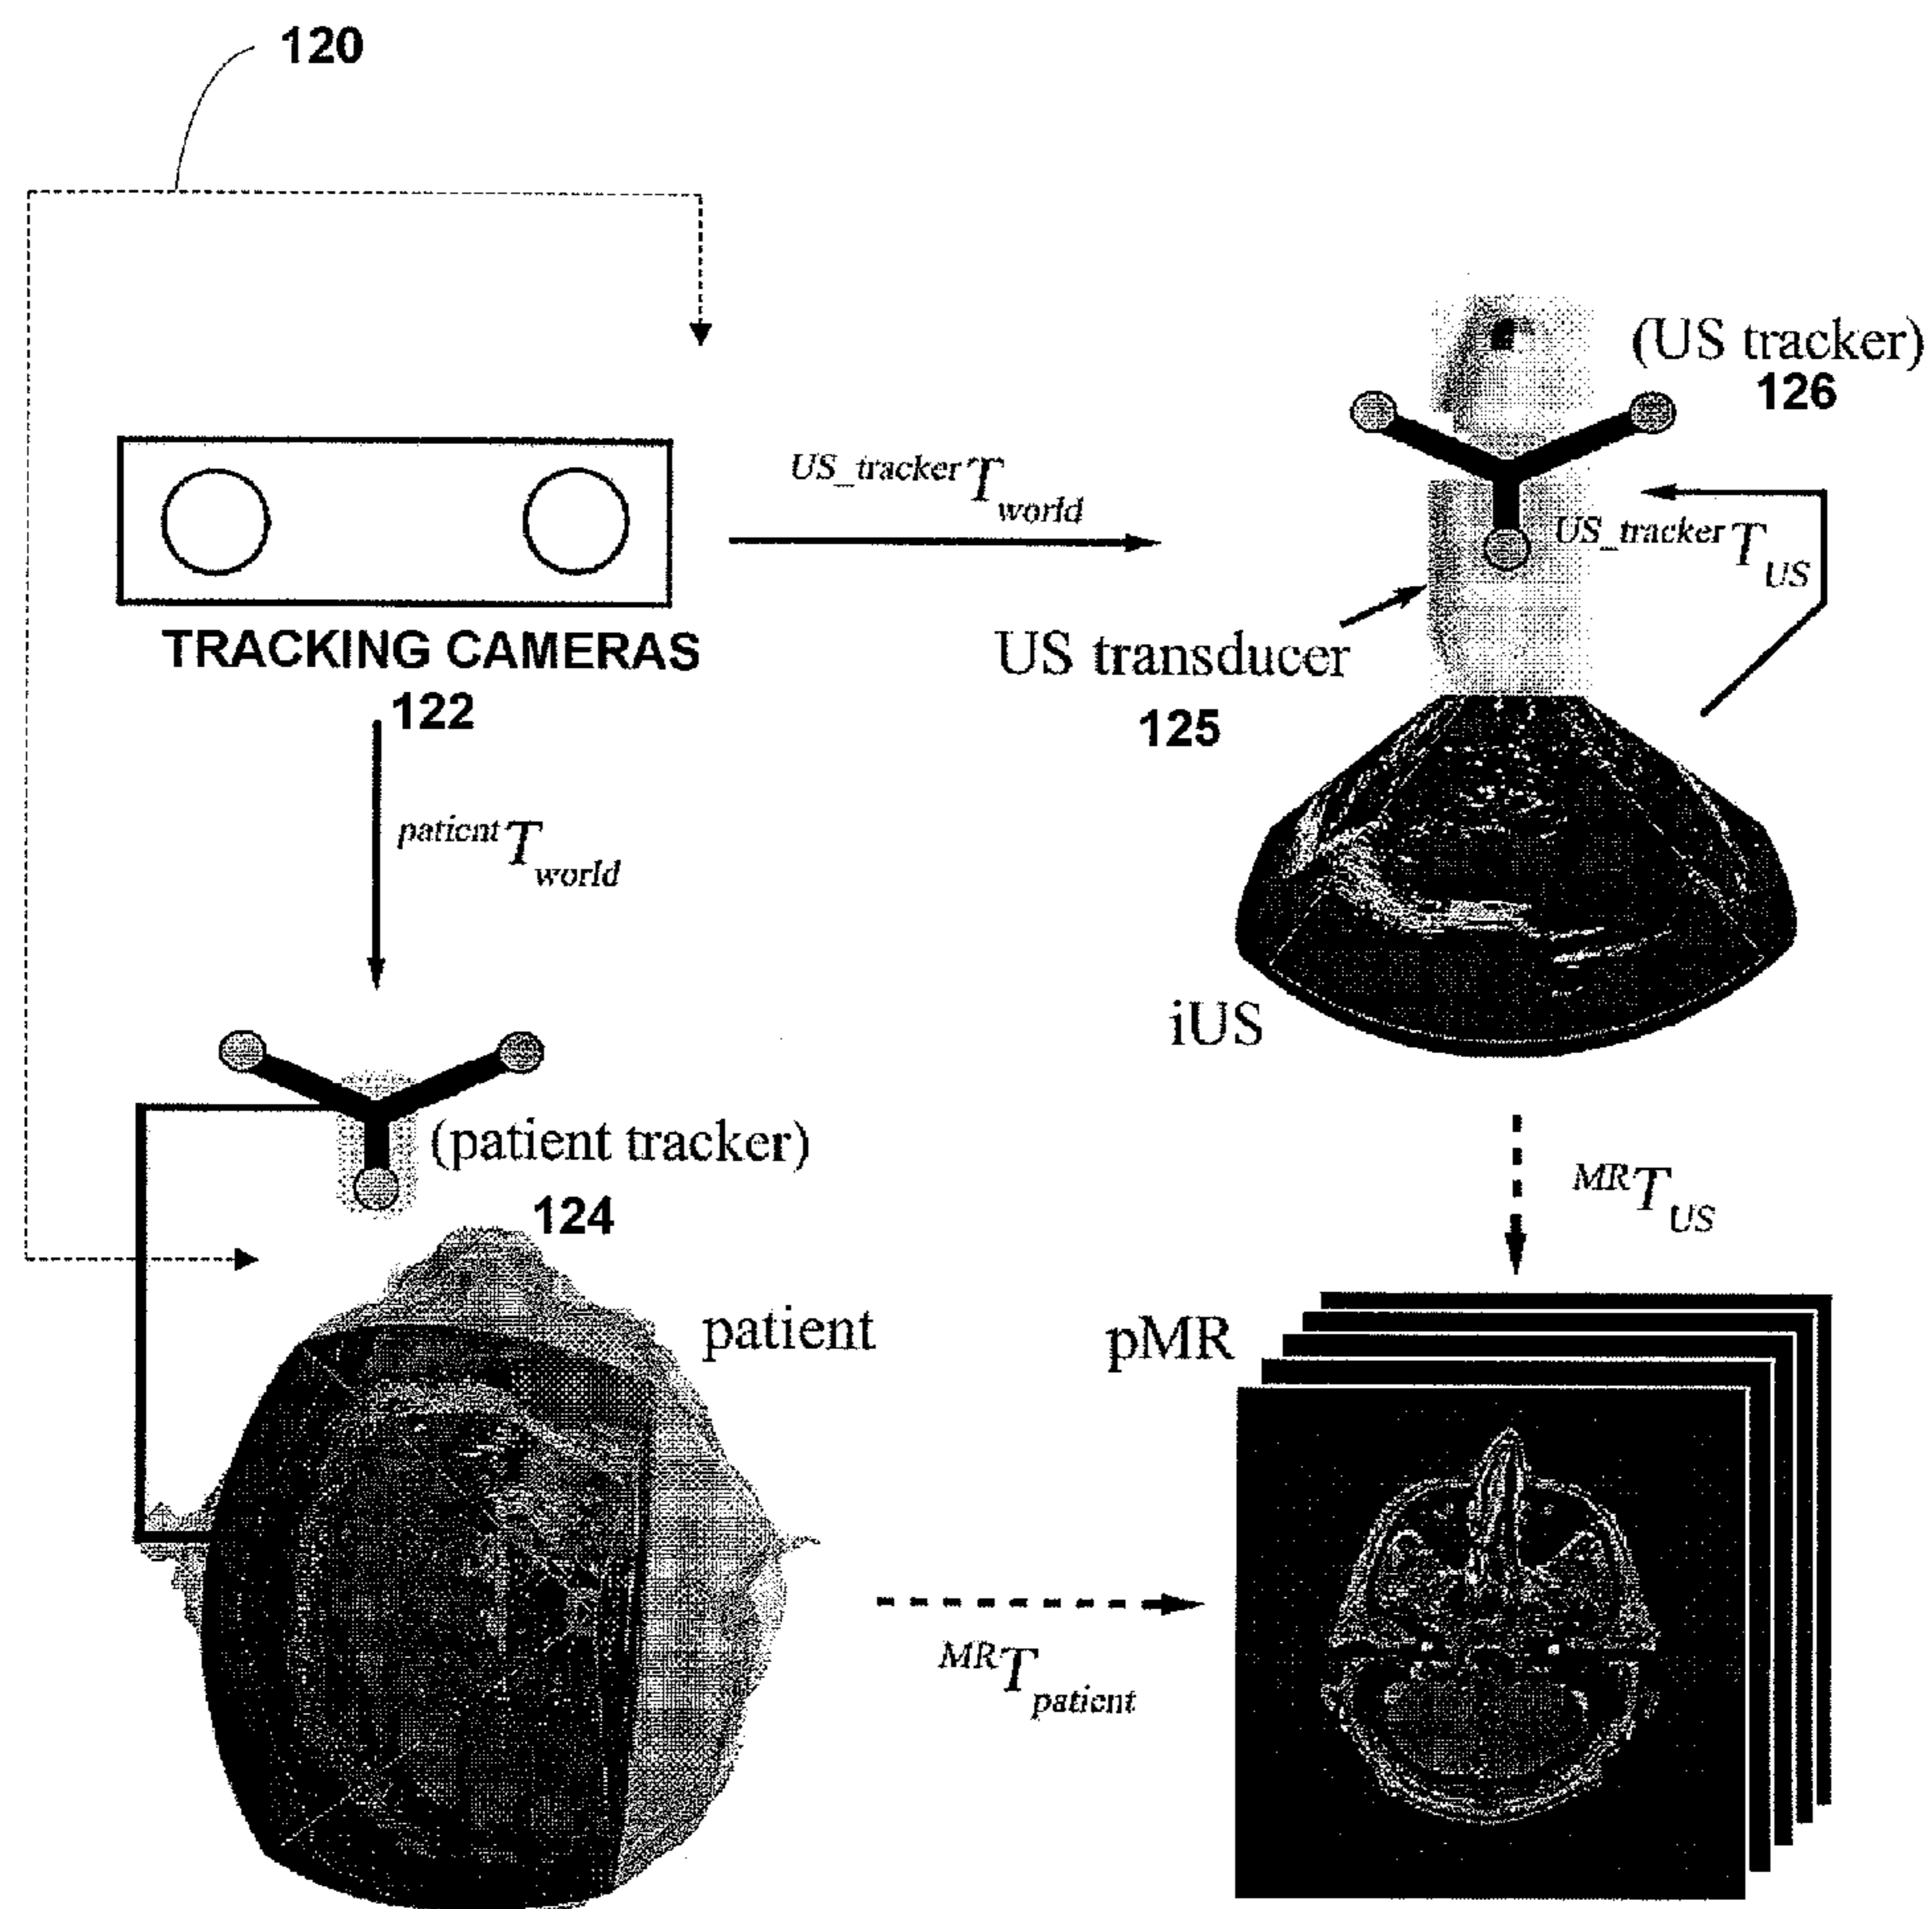 120
(US tracker)
126
US_tracker T world
US_tracker T US
TRACKING CAMERAS
122
US transducer
125
patient T world
iUS
(patient tracker)
124
MR T US
patient
pMR
MR T patient